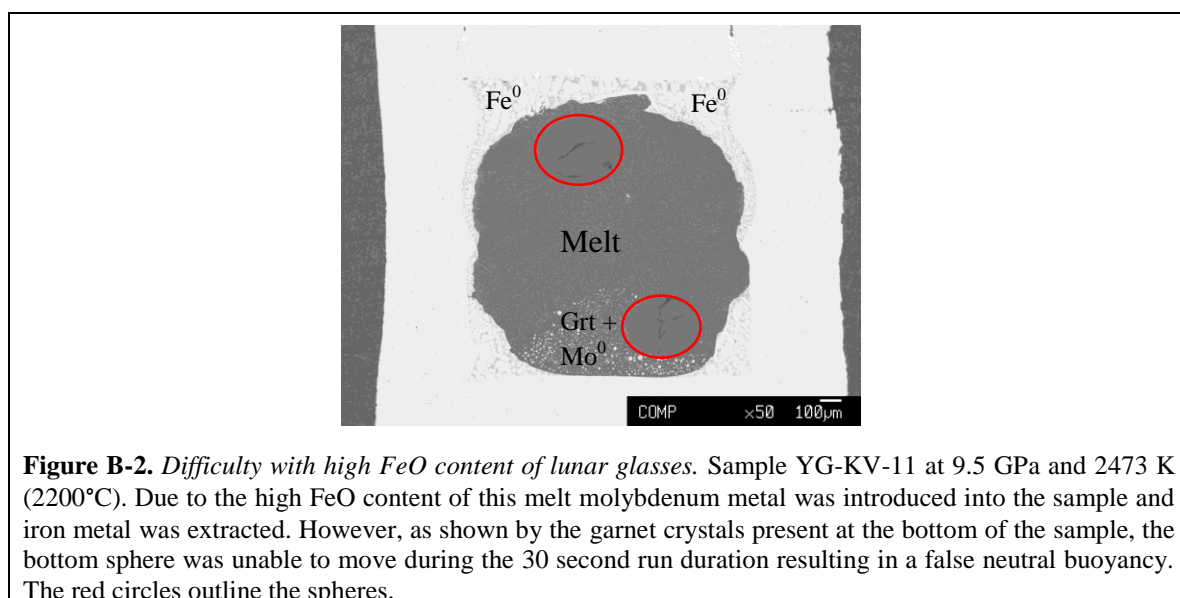 Fe⁰ Fe⁰
Melt
Grt +
Mo⁰
COMP ×50 100μm
Figure B-2. Difficulty with high FeO content of lunar glasses. Sample YG-KV-11 at 9.5 GPa and 2473 K
(2200°C). Due to the high FeO content of this melt molybdenum metal was introduced into the sample and
iron metal was extracted. However, as shown by the garnet crystals present at the bottom of the sample, the
bottom sphere was unable to move during the 30 second run duration resulting in a false neutral buoyancy.
The red circles outline the spheres.